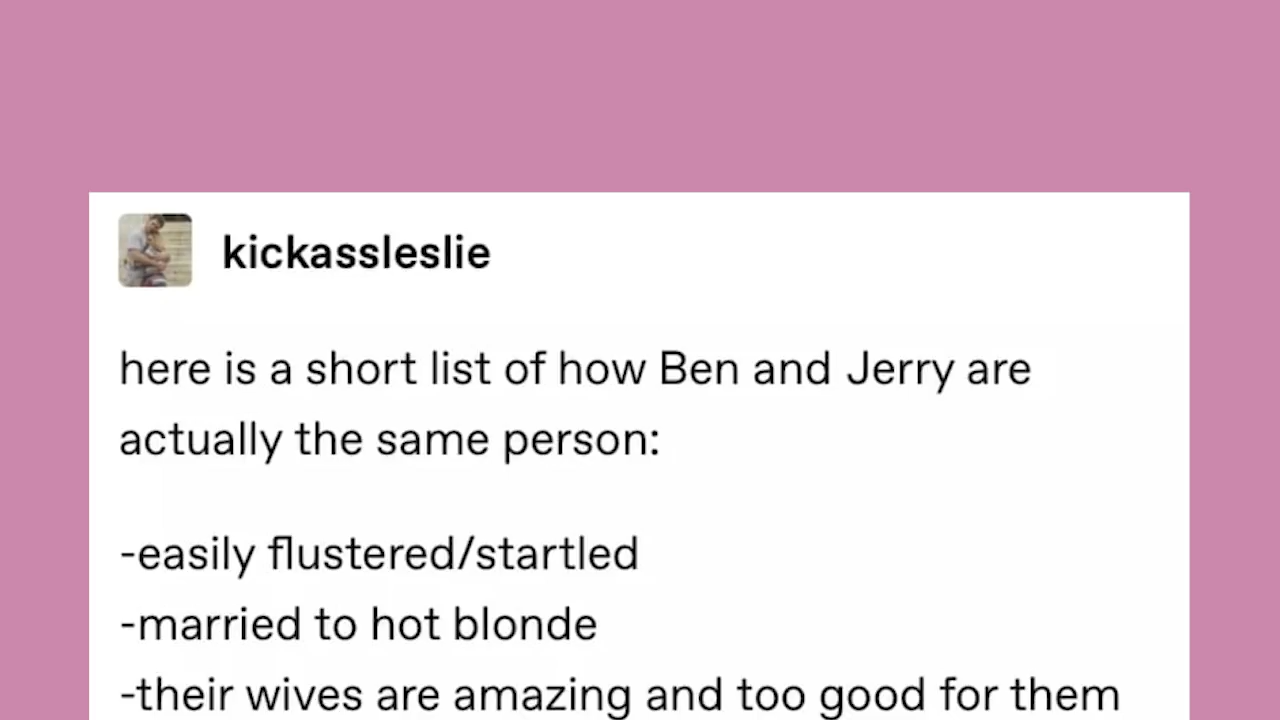 kickassleslie
here is a short list of how Ben and Jerry are
actually the same person:
-easily flustered/startled
-married to hot blonde
-their wives are amazing and too good for them